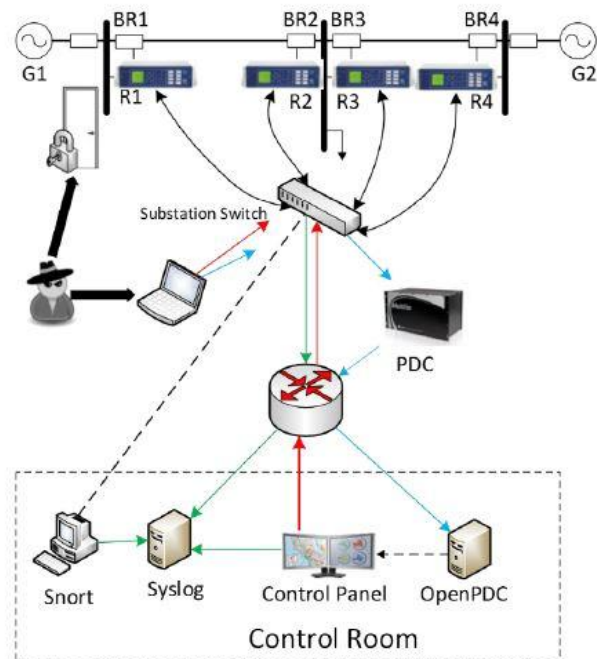 BR1 BR2 BR3 BR4
G1 G2
R1 R2 R3 R4
Substation Switch
PDC
Snort Syslog Control Panel OpenPDC
Control Room